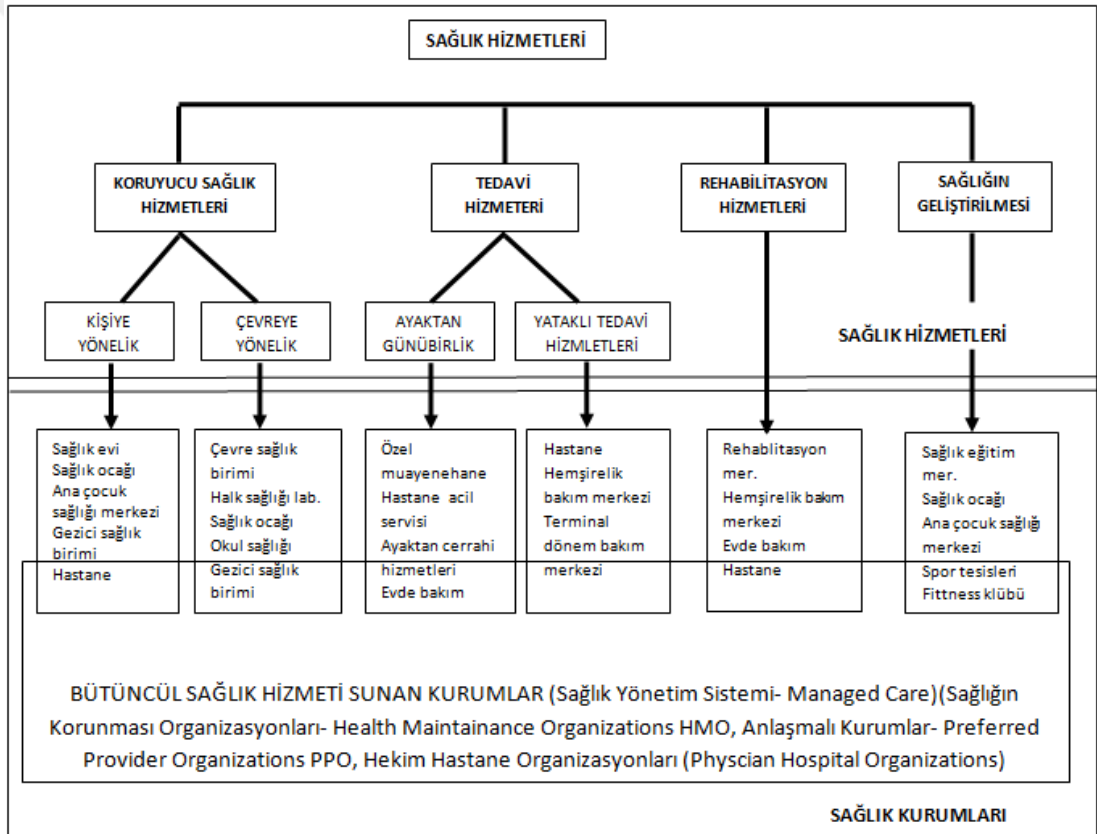 SAĞLIK HİZMETLERİ
KORUYUCU SAĞLIK
HİZMETLERİ
TEDAVİ
HİZMETERİ
REHABİLİTASYON
HİZMETLERİ
SAĞLIĞIN
GELİŞTİRİLMESİ
KİŞİYE
YÖNELİK
ÇEVREYE
YÖNELİK
AYAKTAN
GÜNÜBİRLİK
YATAKLI TEDAVİ
HİZMLETLERİ
SAĞLIK HİZMETLERİ
Sağlık evi
Sağlık ocağı
Ana çocuk
sağlığı merkezi
Gezici sağlık
birimi
Hastane
Çevre sağlık
birimi
Halk sağlığı lab.
Sağlık ocağı
Okul sağlığı
Gezici sağlık
birimi
Özel
muayenehane
Hastane acil
servisi
Ayaktan cerrahi
hizmetleri
Evde bakım
Hastane
Hemşirelik
bakım merkezi
Terminal
dönem bakım
merkezi
Rehablitasyon
mer.
Hemşirelik bakım
merkezi
Evde bakım
Hastane
Sağlık eğitim
mer.
Sağlık ocağı
Ana çocuk sağlığı
merkezi
Spor tesisleri
Fittness klübü
BÜTÜNCÜL SAĞLIK HİZMETİ SUNAN KURUMLAR (Sağlık Yönetim Sistemi- Managed Care)(Sağlığın
Korunması Organizasyonları- Health Maintainance Organizations HMO, Anlaşmalı Kurumlar- Preferred
Provider Organizations PPO, Hekim Hastane Organizasyonları (Physcian Hospital Organizations)
SAĞLIK KURUMLARI